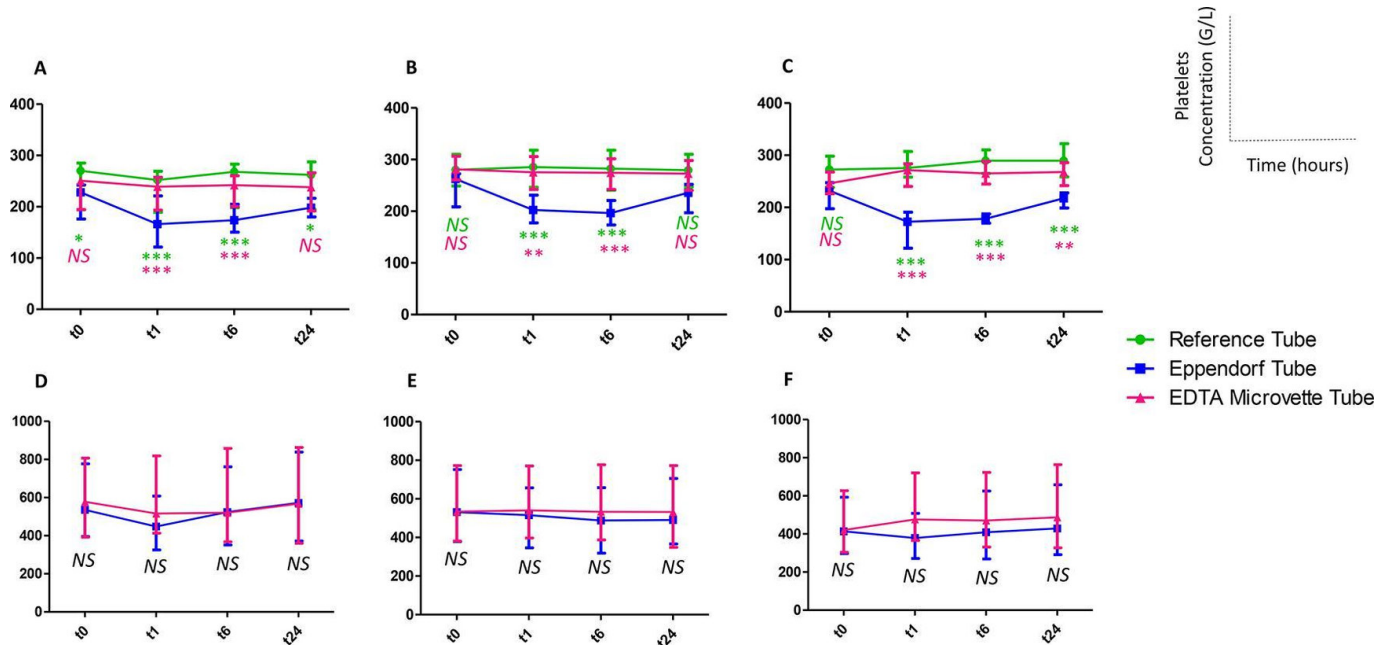 A
400
300
200
100
0
*
NS
***
***
***
***
*
NS
t0
t1
t6
t24
B
400
300
200
100
0
NS
NS
***
**
***
***
NS
NS
t0
t1
t6
t24
C
400
300
200
100
0
NS
NS
***
***
***
***
***
**
t0
t1
t6
t24
Platelets
Concentration (G/L)
Time (hours)
Reference Tube
Eppendorf Tube
EDTA Microvette Tube
D
1000
800
600
400
200
0
NS
NS
NS
NS
t0
t1
t6
t24
E
1000
800
600
400
200
0
NS
NS
NS
NS
t0
t1
t6
t24
F
1000
800
600
400
200
0
NS
NS
NS
NS
t0
t1
t6
t24